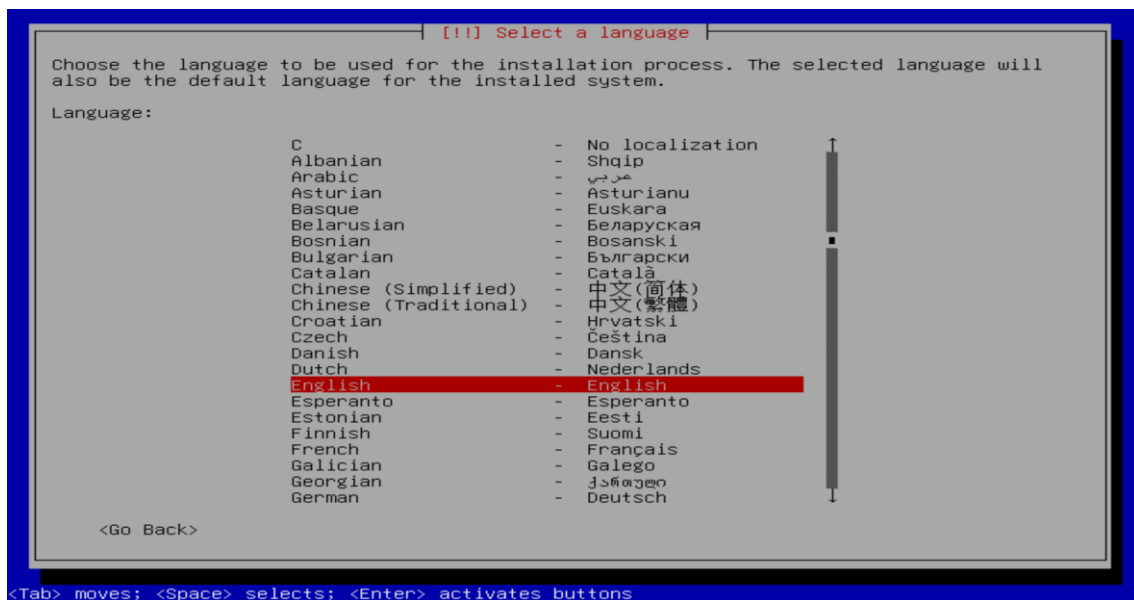 [!!] Select a language
Choose the language to be used for the installation process. The selected language will
also be the default language for the installed system.
Language:
C - No localization
Albanian - Shqip
Arabic - عربي
Asturian - Asturianu
Basque - Euskara
Belarusian - Беларуская
Bosnian - Bosanski
Bulgarian - Български
Catalan - Català
Chinese (Simplified) - 中文(简体)
Chinese (Traditional) - 中文(繁體)
Croatian - Hrvatski
Czech - Čeština
Danish - Dansk
Dutch - Nederlands
English - English
Esperanto - Esperanto
Estonian - Eesti
Finnish - Suomi
French - Français
Galician - Galego
Georgian - ქართული
German - Deutsch
<Go Back>
<Tab> moves; <Space> selects; <Enter> activates buttons